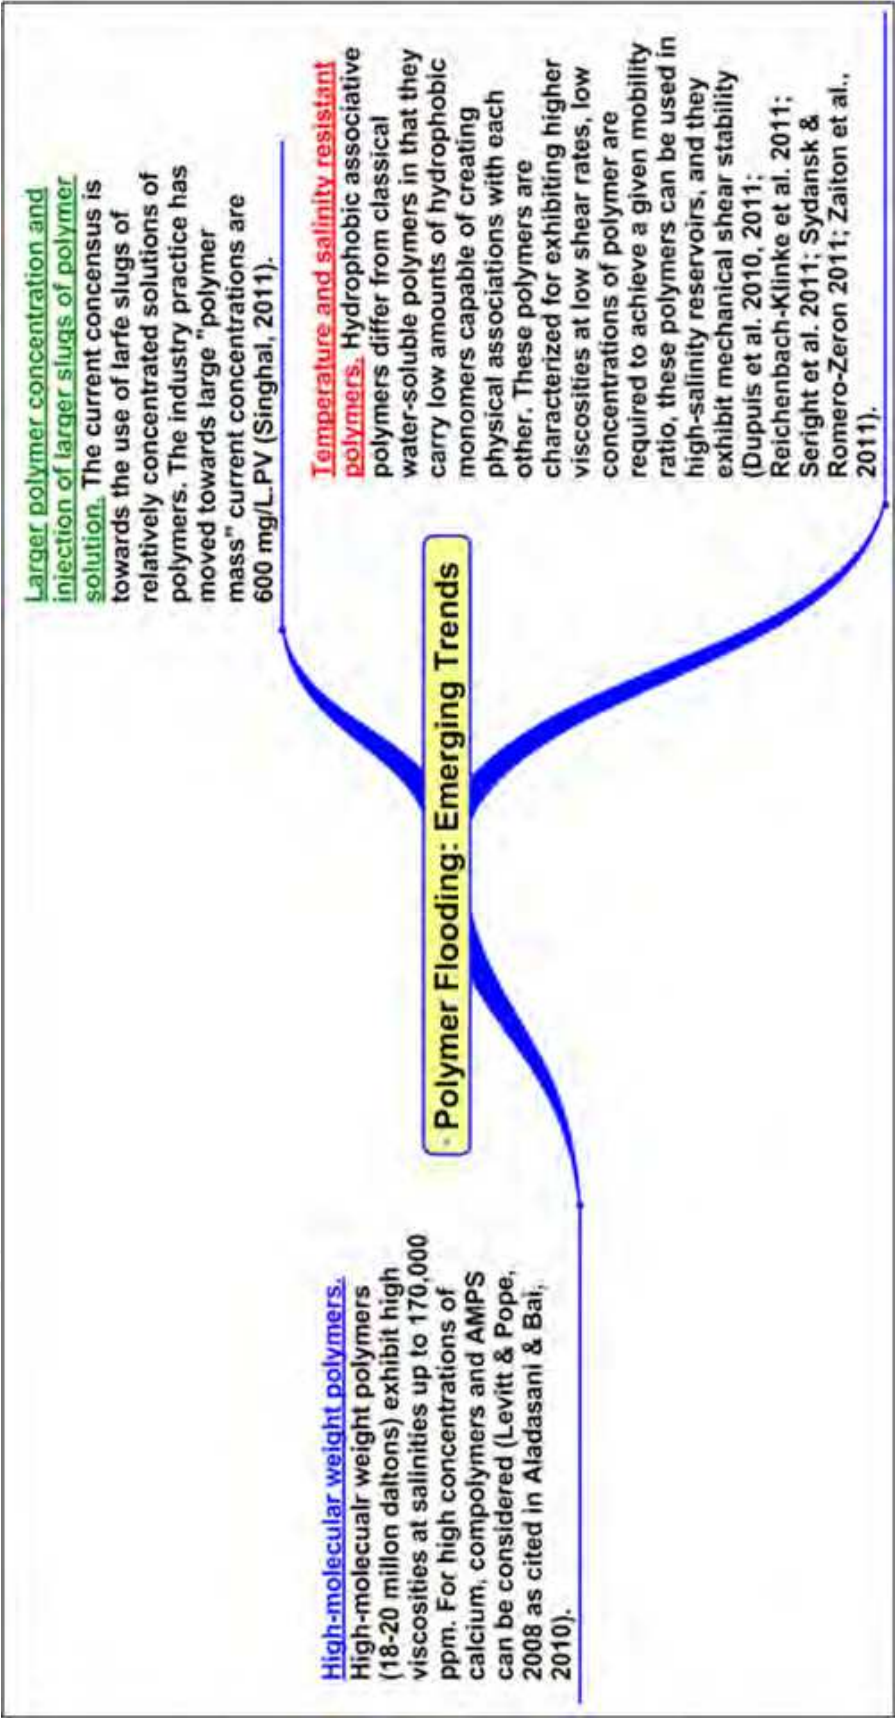 Polymer Flooding: Emerging Trends
High-molecular weight polymers.
High-molecualr weight polymers
(18-20 millon daltons) exhibit high
viscosities at salinities up to 170,000
ppm. For high concentrations of
calcium, compolymers and AMPS
can be considered (Levitt & Pope,
2008 as cited in Aladasani & Bai,
2010).
Larger polymer concentration and
injection of larger slugs of polymer
solution. The current concensus is
towards the use of larfe slugs of
relatively concentrated solutions of
polymers. The industry practice has
moved towards large "polymer
mass" current concentrations are
600 mg/L.PV (Singhal, 2011).
Temperature and salinity resistant
polymers. Hydrophobic associative
polymers differ from classical
water-soluble polymers in that they
carry low amounts of hydrophobic
monomers capable of creating
physical associations with each
other. These polymers are
characterized for exhibiting higher
viscosities at low shear rates, low
concentrations of polymer are
required to achieve a given mobility
ratio, these polymers can be used in
high-salinity reservoirs, and they
exhibit mechanical shear stability
(Dupuis et al. 2010, 2011;
Reichenbach-Klinke et al. 2011;
Seright et al. 2011; Sydansk &
Romero-Zeron 2011; Zaiton et al.,
2011).